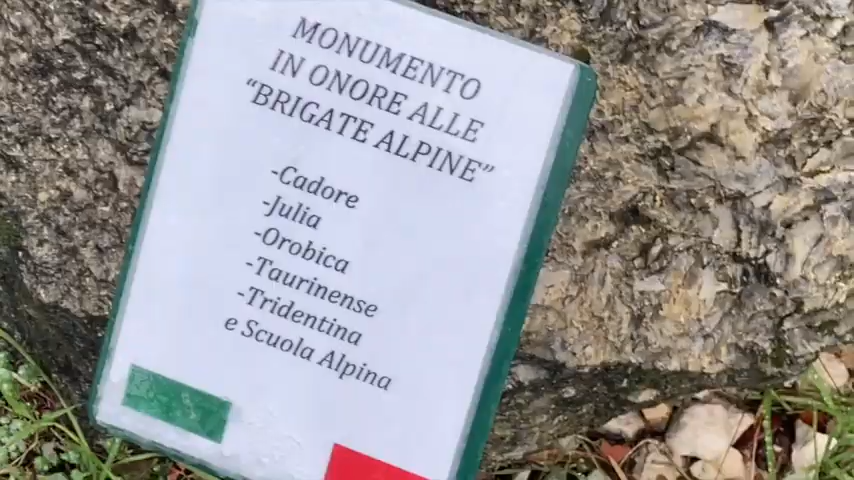 MONUMENTO
IN ONORE ALLE
“BRIGATE ALPINE”
-Cadore
-Julia
-Orobica
-Taurinense
-Tridentina
e Scuola Alpina